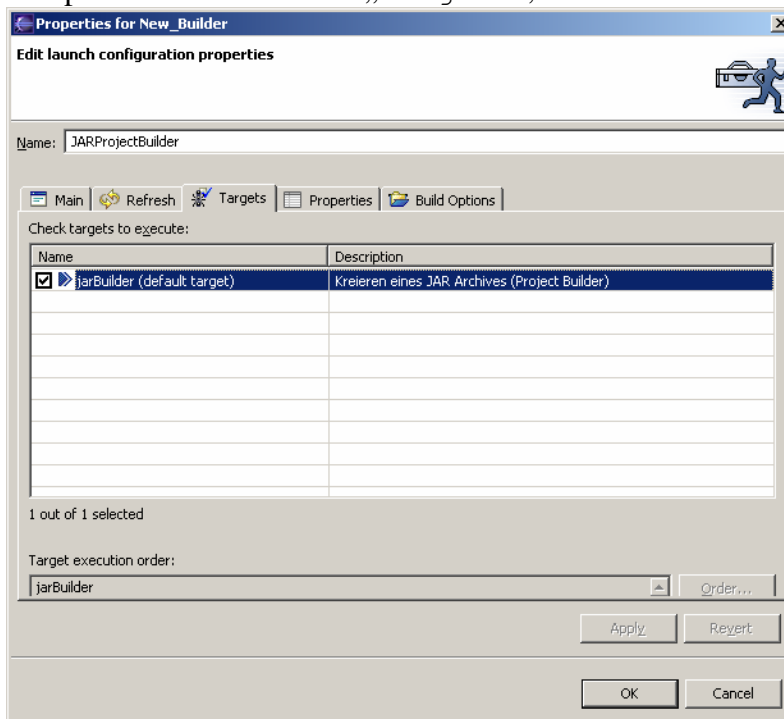 Properties for New_Builder
Edit launch configuration properties
Name: JARProjectBuilder
Main Refresh Targets Properties Build Options
Check targets to execute:
Name Description
jarBuilder (default target) Kreieren eines JAR Archives (Project Builder)
1 out of 1 selected
Target execution order:
jarBuilder Order...
Apply Revert
OK Cancel